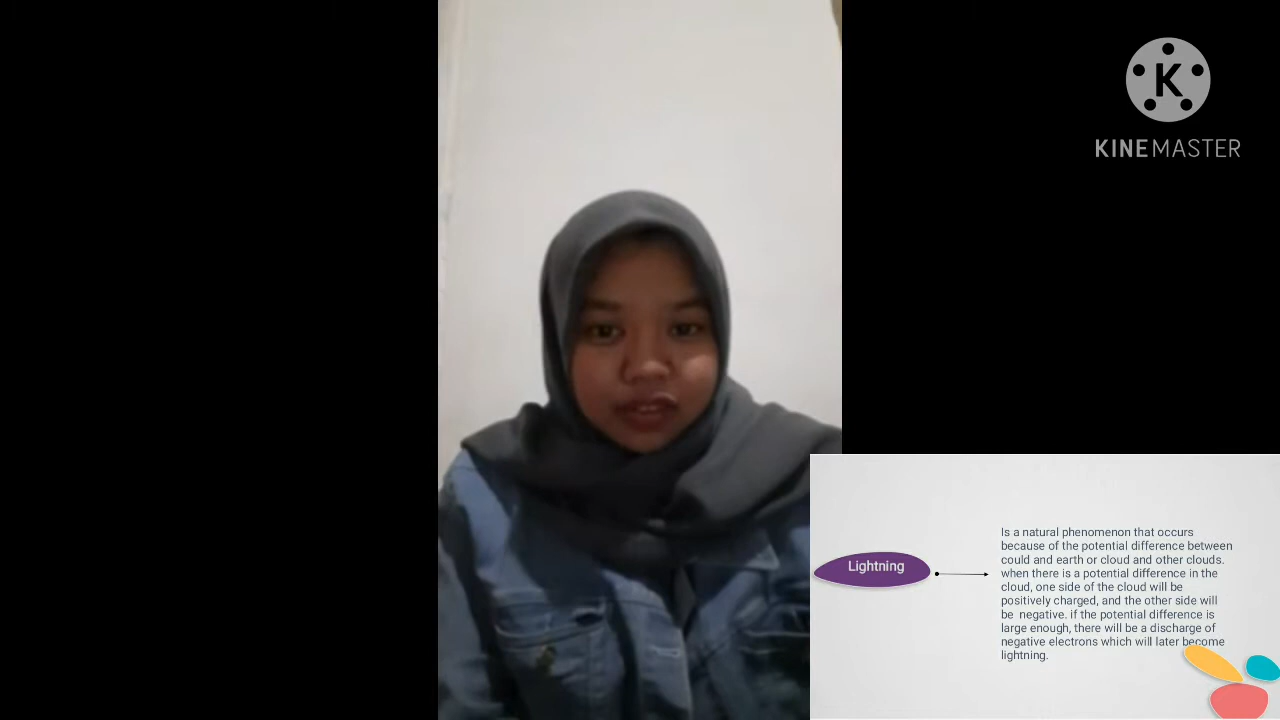 K
KINEMASTER
Lightning
Is a natural phenomenon that occurs
because of the potential difference between
could and earth or cloud and other clouds.
when there is a potential difference in the
cloud, one side of the cloud will be
positively charged, and the other side will
be  negative. if the potential difference is
large enough, there will be a discharge of
negative electrons which will later become
lightning.